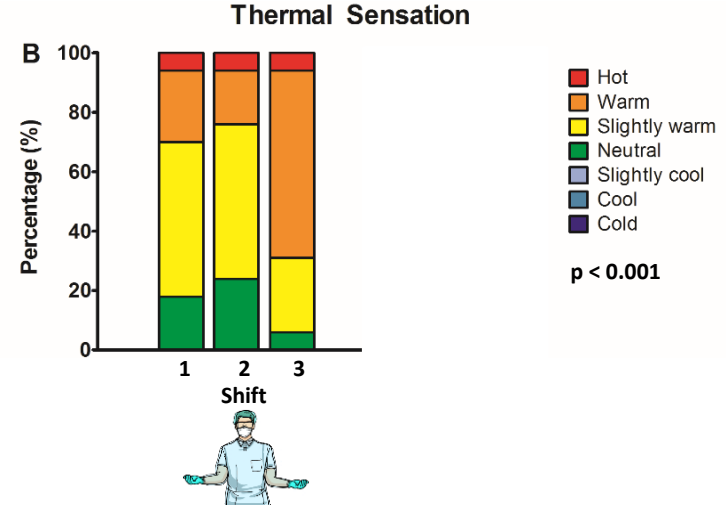 Thermal Sensation
B
Percentage (%)
100
80
60
40
20
0
1 2 3
Shift
Hot
Warm
Slightly warm
Neutral
Slightly cool
Cool
Cold
p < 0.001